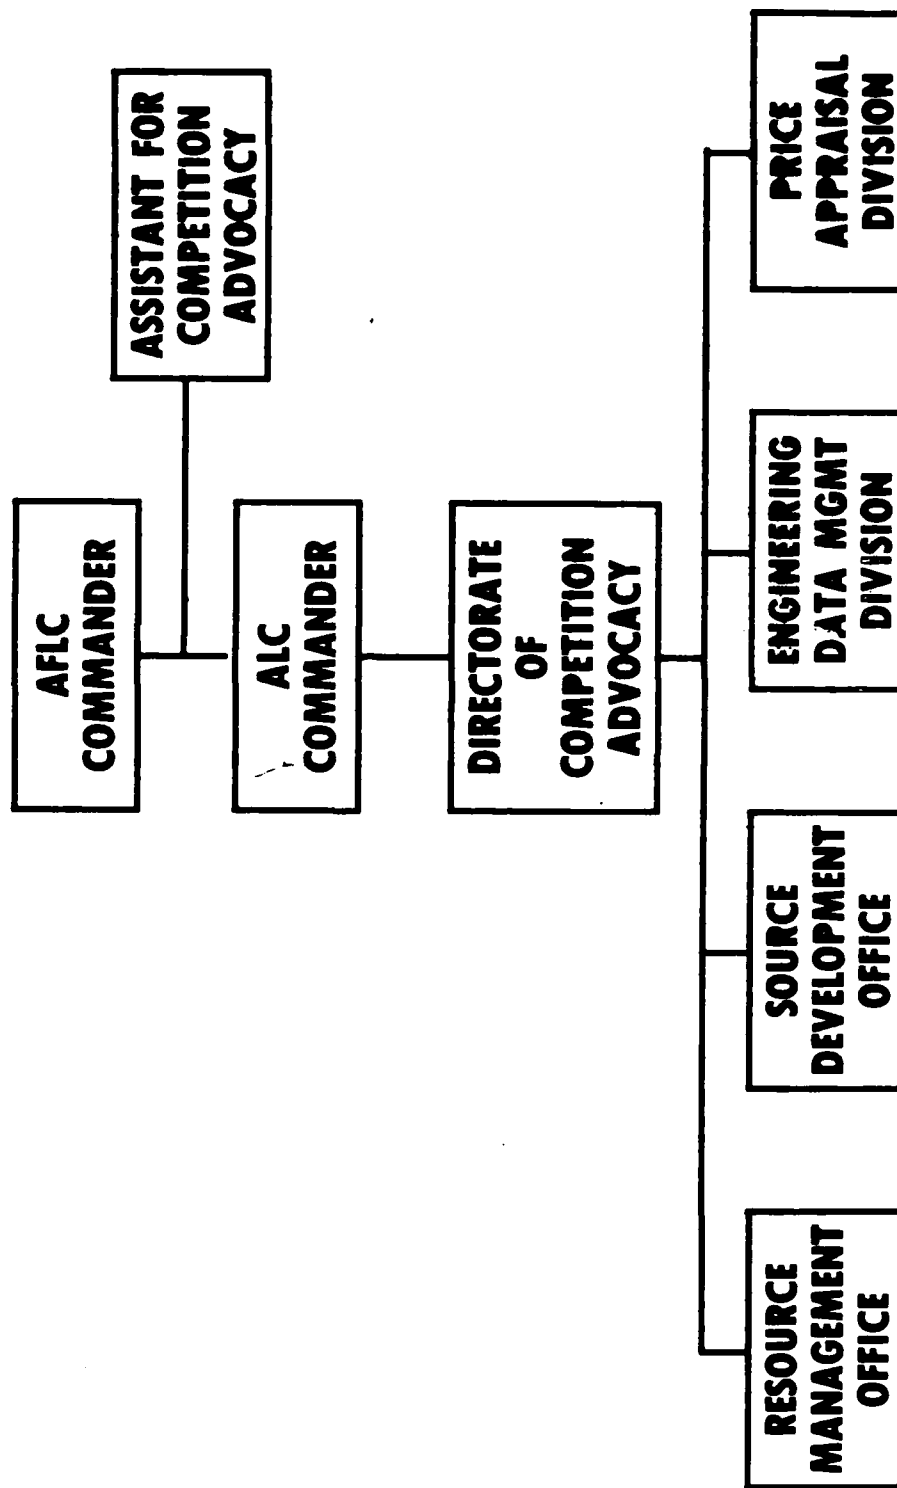 AFLC
COMMANDER
ASSISTANT FOR
COMPETITION
ADVOCACY
ALC
COMMANDER
DIRECTORATE
OF
COMPETITION
ADVOCACY
RESOURCE
MANAGEMENT
OFFICE
SOURCE
DEVELOPMENT
OFFICE
ENGINEERING
DATA MGMT
DIVISION
PRICE
APPRAISAL
DIVISION